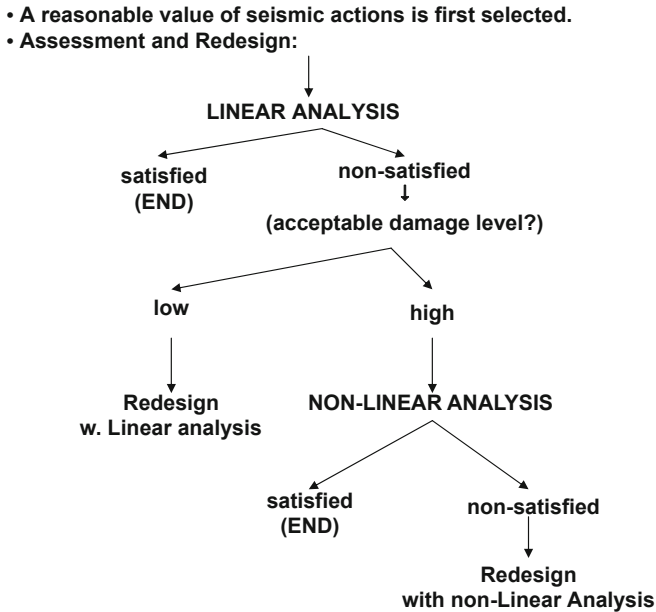 • A reasonable value of seismic actions is first selected.
• Assessment and Redesign:
LINEAR ANALYSIS
satisfied
(END)
non-satisfied
(acceptable damage level?)
low
high
Redesign
w. Linear analysis
NON-LINEAR ANALYSIS
satisfied
(END)
non-satisfied
Redesign
with non-Linear Analysis